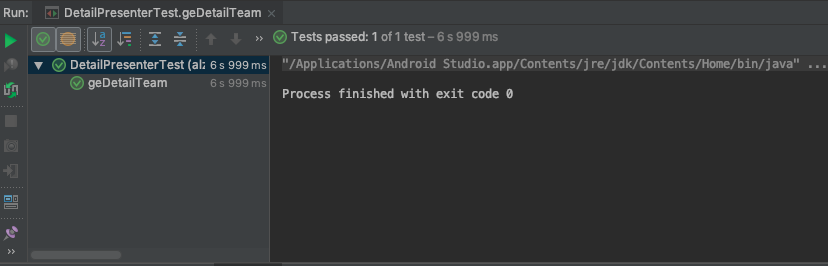 Run: DetailPresenterTest.geDetailTeam ×
>> Tests passed: 1 of 1 test – 6 s 999 ms
DetailPresenterTest (al 6 s 999 ms
geDetailTeam 6 s 999 ms
"/Applications/Android Studio.app/Contents/jre/jdk/Contents/Home/bin/java" ...
Process finished with exit code 0
>>